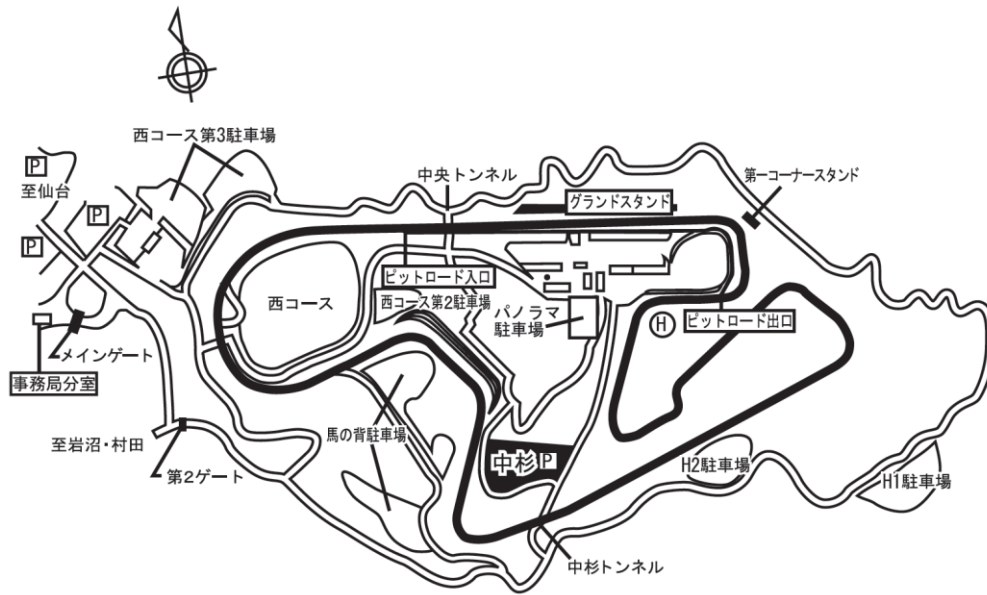 西コース第3駐車場
P
至仙台
P
P
中央トンネル
グランドスタンド
第一コーナースタンド
ピットロード入口
西コース
西コース第2駐車場
パノラマ
駐車場
H
ピットロード出口
メインゲート
事務局分室
至岩沼・村田
馬の背駐車場
中杉 P
H2駐車場
第2ゲート
H1駐車場
中杉トンネル